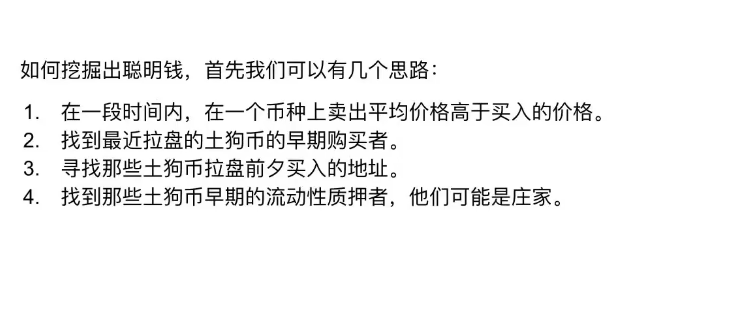 如何挖掘出聪明钱，首先我们可以有几个思路：
1. 在一段时间内，在一个币种上卖出平均价格高于买入的价格。
2. 找到最近拉盘的土狗币的早期购买者。
3. 寻找那些土狗币拉盘前夕买入的地址。
4. 找到那些土狗币早期的流动性质押者，他们可能是庄家。